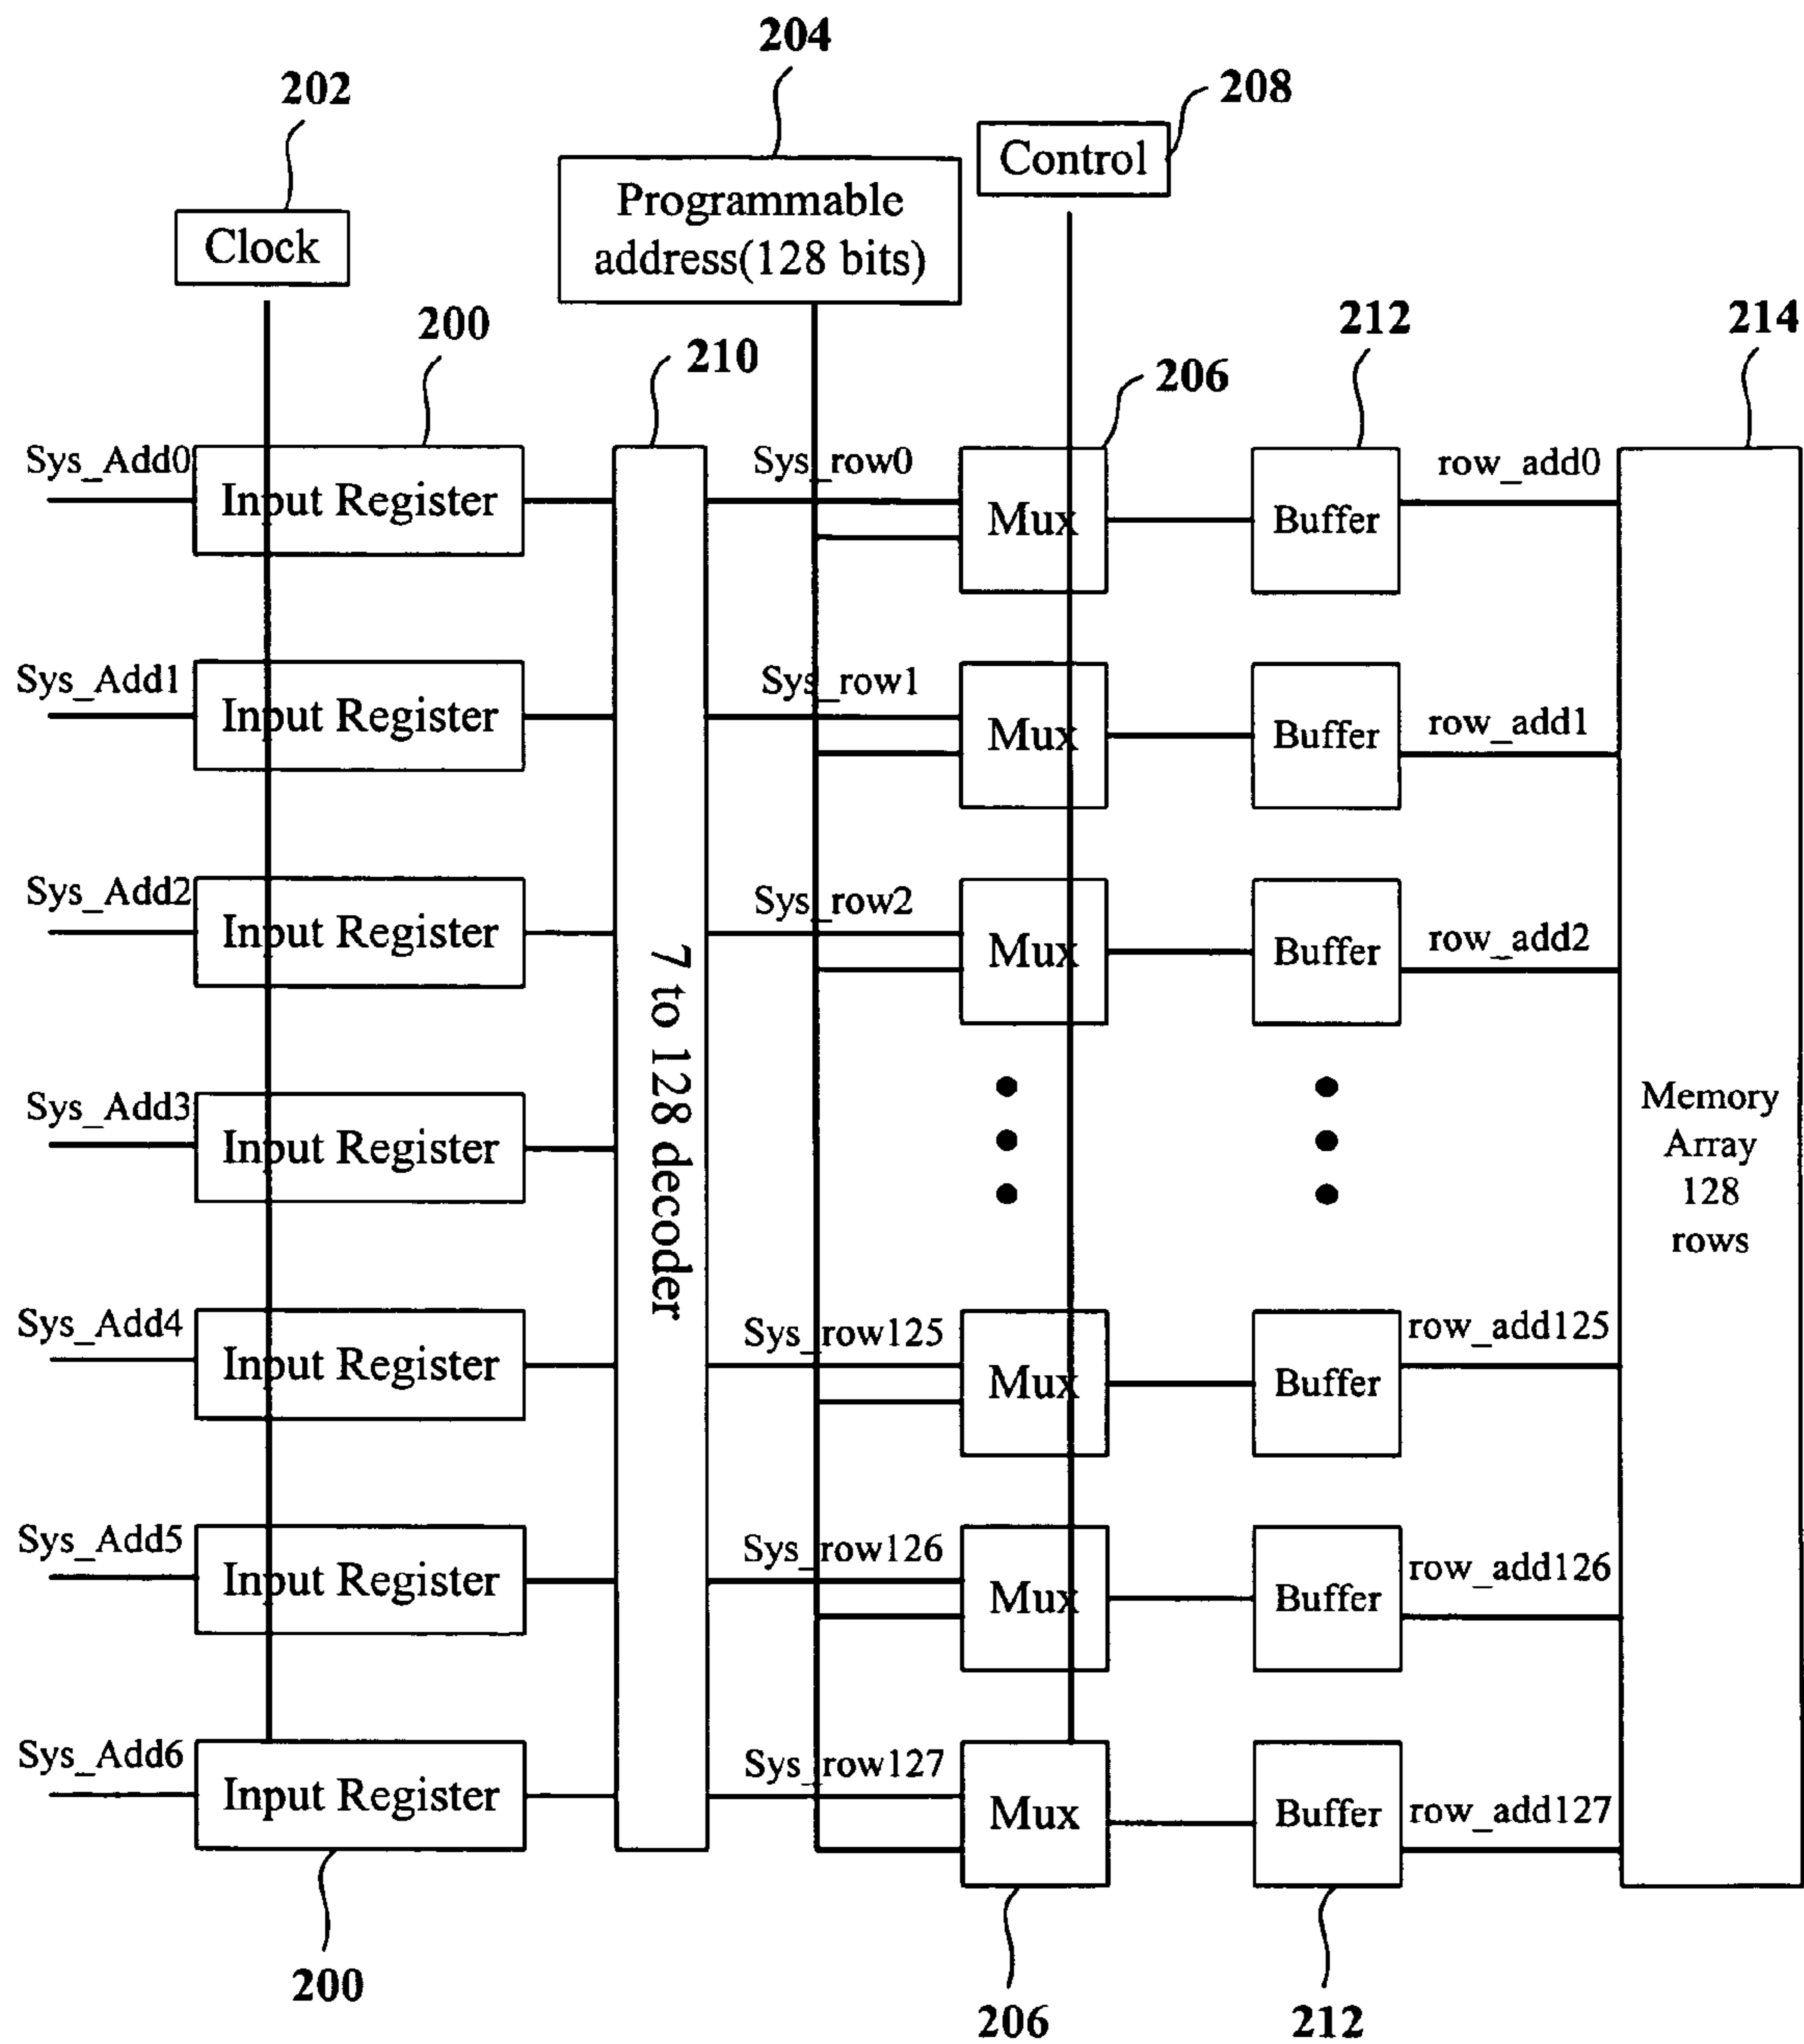 204
202
208
Control
Programmable
address(128 bits)
Clock
200
210
212
214
206
Sys_Add0
Input Register
Sys_row0
Mux
Buffer
row_add0
Sys_Add1
Input Register
Sys_row1
Mux
Buffer
row_add1
Sys_Add2
Input Register
Sys_row2
Mux
Buffer
row_add2
7 to 128 decoder
Sys_Add3
Input Register
Memory
Array
128
rows
Sys_Add4
Input Register
Sys_row125
Mux
Buffer
row_add125
Sys_Add5
Input Register
Sys_row126
Mux
Buffer
row_add126
Sys_Add6
Input Register
Sys_row127
Mux
Buffer
row_add127
200
206
212